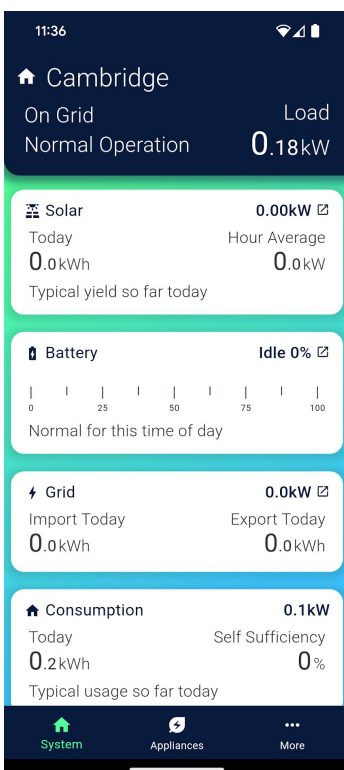 11:36
Cambridge
On Grid
Load
Normal Operation
0.18kW
Solar
0.00kW
Today
Hour Average
0.0kWh
0.0kW
Typical yield so far today
Battery
Idle 0%
0 25 50 75 100
Normal for this time of day
Grid
0.0kW
Import Today
Export Today
0.0kWh
0.0kWh
Consumption
0.1kW
Today
Self Sufficiency
0.2kWh
0%
Typical usage so far today
System
Appliances
More